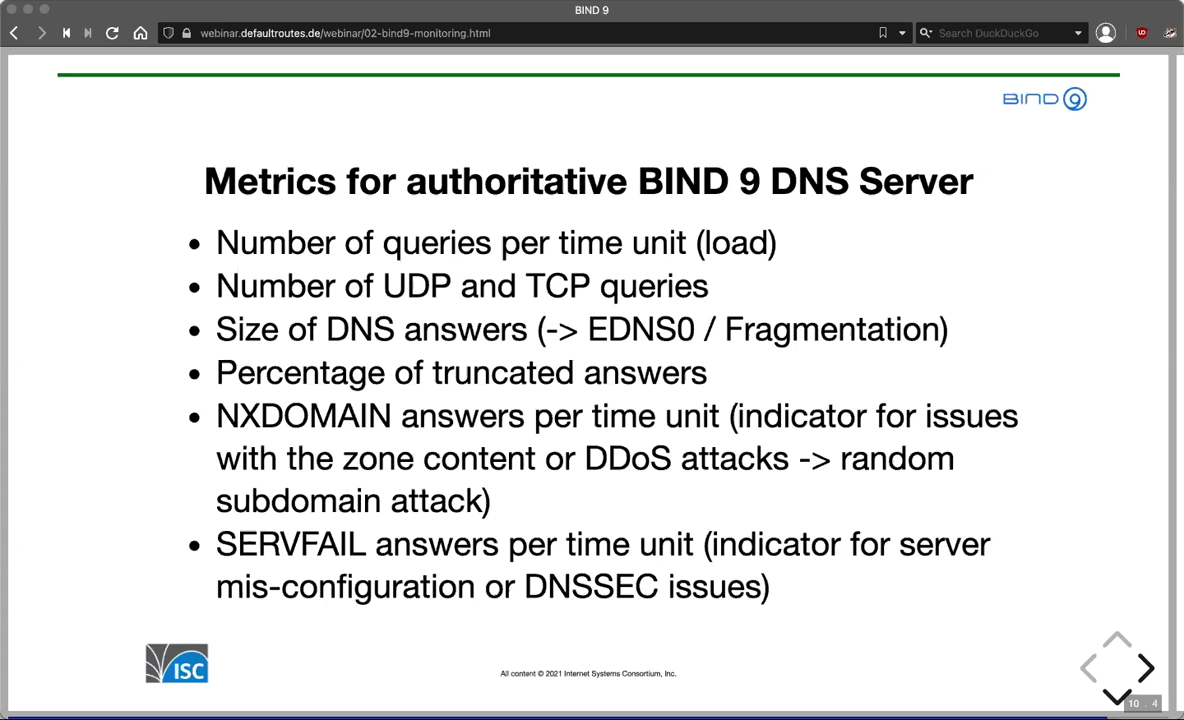 BIND 9
webinar.defaultroutes.de/webinar/02-bind9-monitoring.html
Search DuckDuckGo
BIND 9
Metrics for authoritative BIND 9 DNS Server
• Number of queries per time unit (load)
• Number of UDP and TCP queries
• Size of DNS answers (-> EDNS0 / Fragmentation)
• Percentage of truncated answers
• NXDOMAIN answers per time unit (indicator for issues
with the zone content or DDoS attacks -> random
subdomain attack)
• SERVFAIL answers per time unit (indicator for server
mis-configuration or DNSSEC issues)
ISC
All content © 2021 Internet Systems Consortium, Inc.
10 . 4